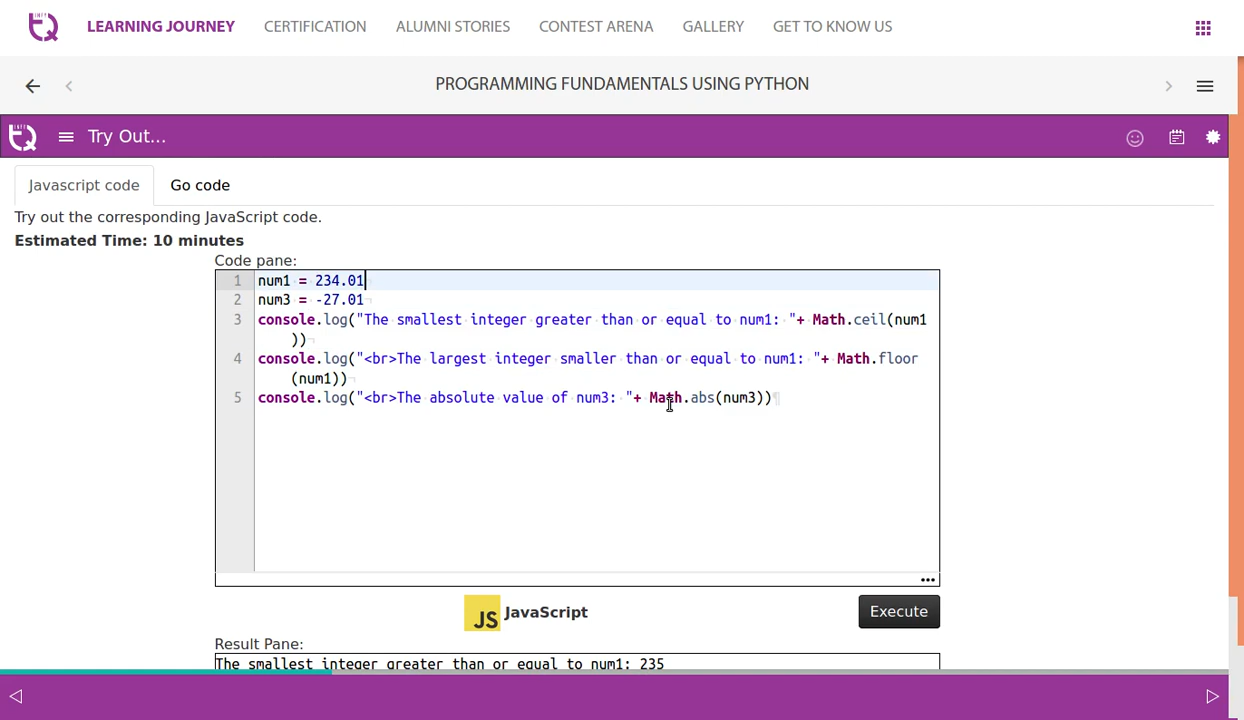 LEARNING JOURNEY CERTIFICATION ALUMNI STORIES CONTEST ARENA GALLERY GET TO KNOW US
PROGRAMMING FUNDAMENTALS USING PYTHON
Try Out...
Javascript code Go code
Try out the corresponding JavaScript code.
Estimated Time: 10 minutes
Code pane:
1 num1 = 234.01
2 num3 = -27.01
3 console.log("The smallest integer greater than or equal to num1: "+ Math.ceil(num1
))
4 console.log("<br>The largest integer smaller than or equal to num1: "+ Math.floor
(num1))
5 console.log("<br>The absolute value of num3: "+ Math.abs(num3))
JS JavaScript Execute
Result Pane:
The smallest integer greater than or equal to num1: 235